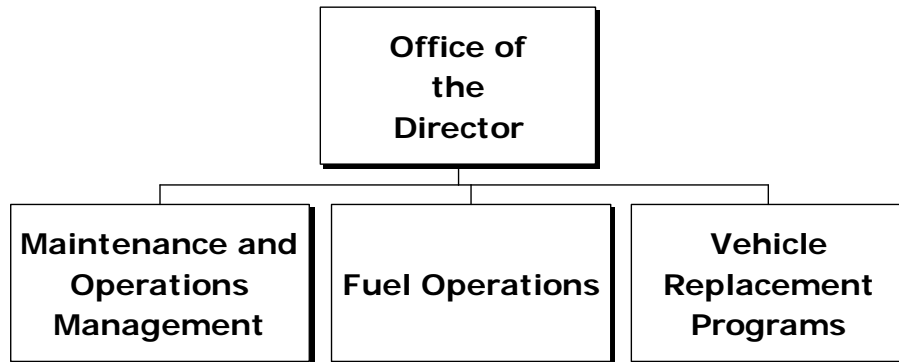 Office of
the
Director
Maintenance and
Operations
Management
Fuel Operations
Vehicle
Replacement
Programs